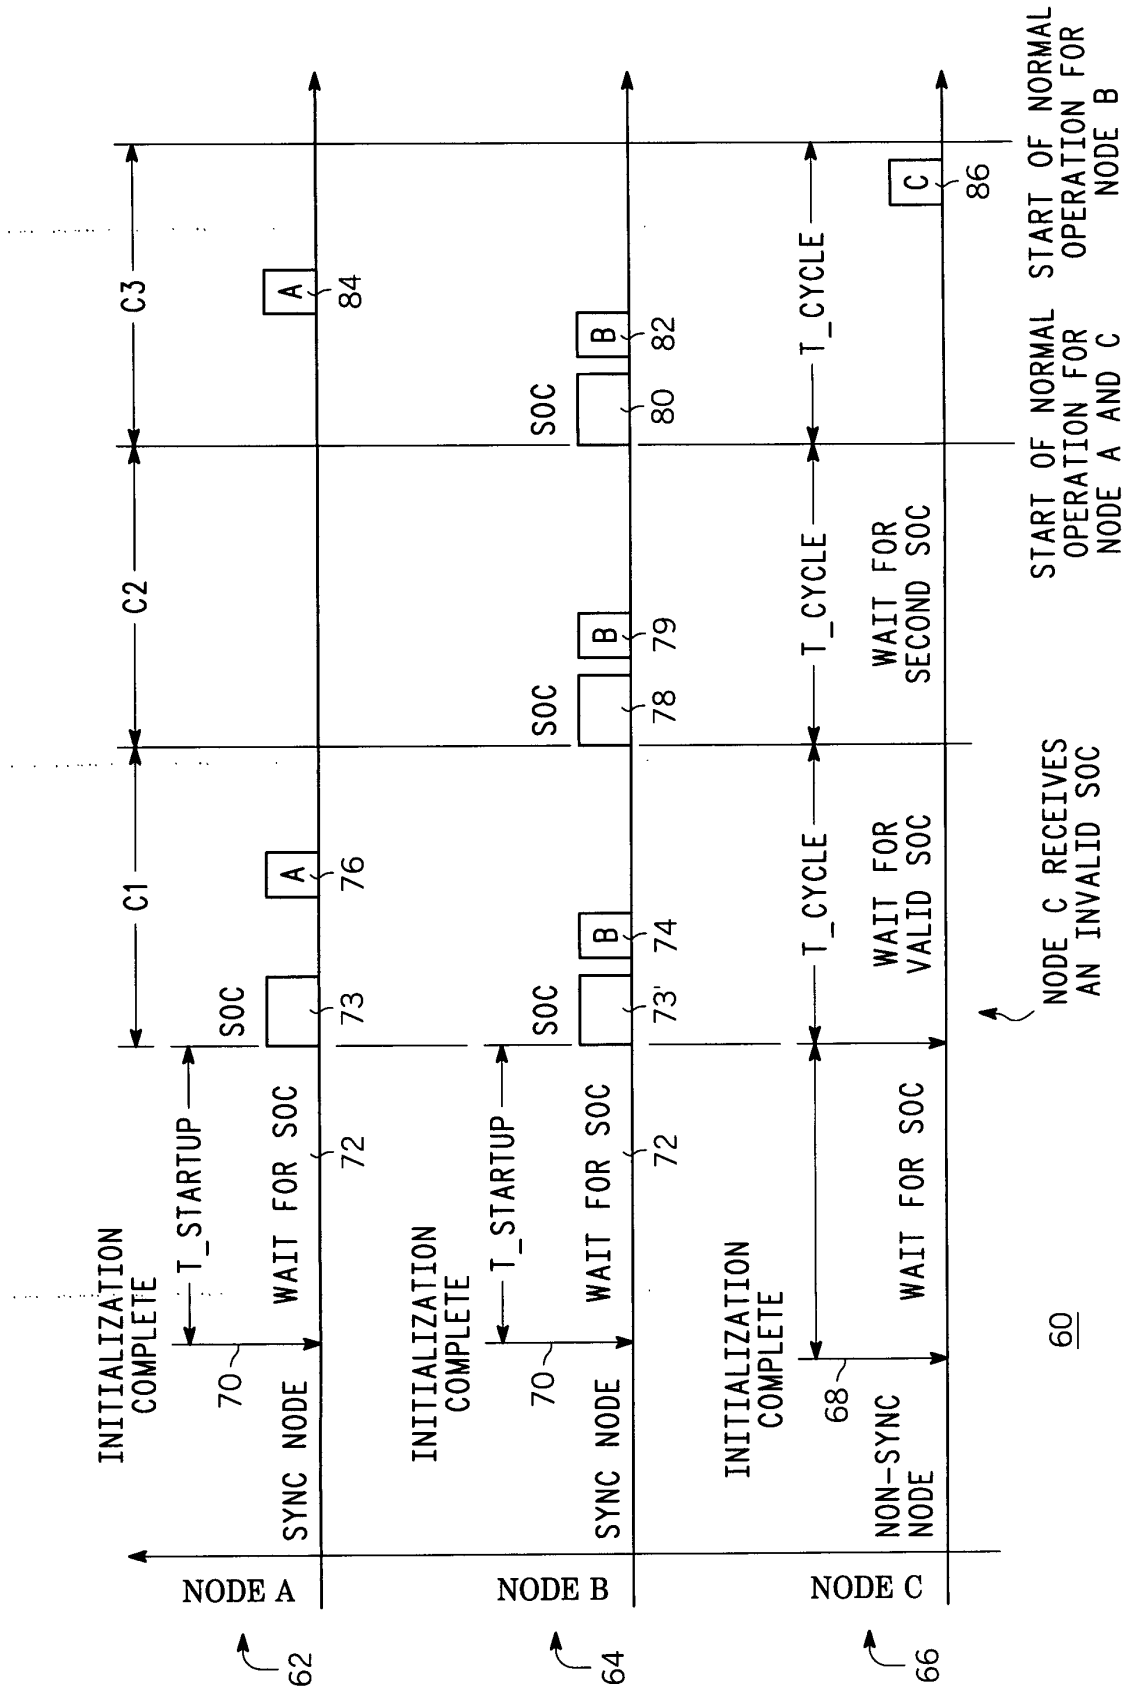 C1
C2
C3
INITIALIZATION
COMPLETE
T_STARTUP
70
SYNC NODE
WAIT FOR SOC
72
SOC
73
A
76
A
84
NODE A
62
INITIALIZATION
COMPLETE
T_STARTUP
70
SYNC NODE
WAIT FOR SOC
72
SOC
73'
B
74
SOC
78
B
79
SOC
80
B
82
NODE B
64
INITIALIZATION
COMPLETE
68
NON-SYNC
NODE
WAIT FOR SOC
T_CYCLE
WAIT FOR
VALID SOC
T_CYCLE
WAIT FOR
SECOND SOC
T_CYCLE
C
86
NODE C
66
NODE C RECEIVES
AN INVALID SOC
START OF NORMAL
OPERATION FOR
NODE A AND C
START OF NORMAL
OPERATION FOR
NODE B
60